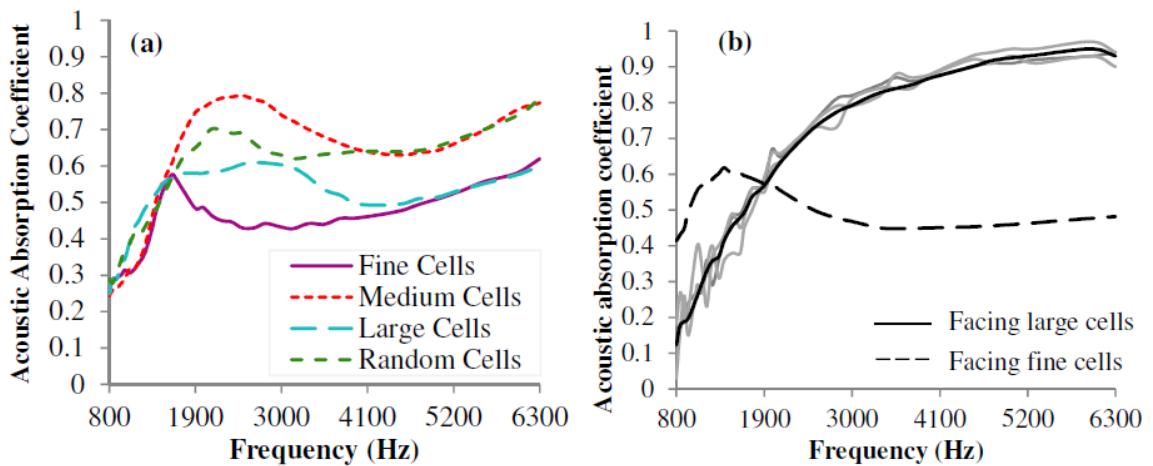 (a)
Acoustic Absorption Coefficient
1
0.9
0.8
0.7
0.6
0.5
0.4
0.3
0.2
0.1
0
800 1900 3000 4100 5200 6300
Frequency (Hz)
Fine Cells
Medium Cells
Large Cells
Random Cells
(b)
Acoustic absorption coefficient
1
0.9
0.8
0.7
0.6
0.5
0.4
0.3
0.2
0.1
0
800 1900 3000 4100 5200 6300
Frequency (Hz)
Facing large cells
Facing fine cells